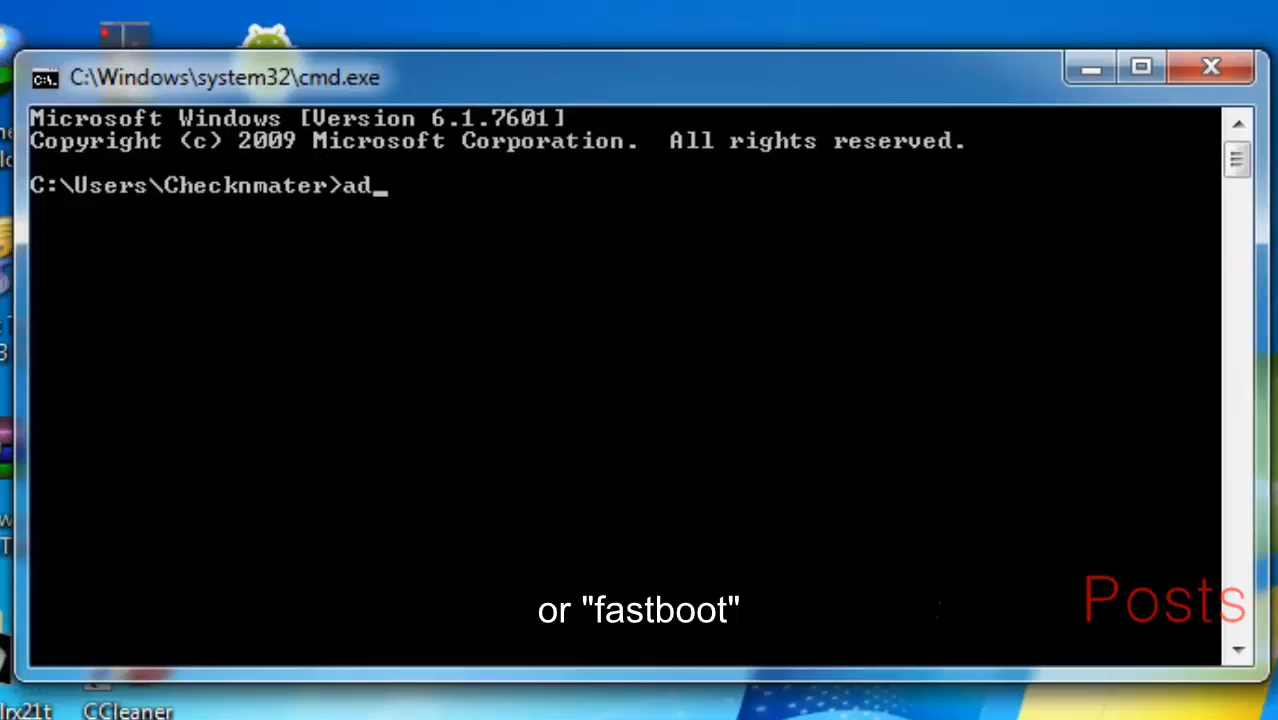 C:\Windows\system32\cmd.exe
Microsoft Windows [Version 6.1.7601]
Copyright (c) 2009 Microsoft Corporation.  All rights reserved.
C:\Users\Checknmater>ad_
or "fastboot"
Posts
lrx21t
CCleaner